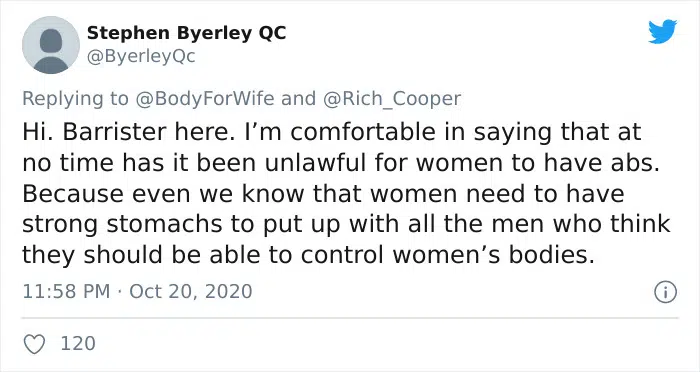 Stephen Byerley QC
@ByerleyQc
Replying to @BodyForWife and @Rich_Cooper
Hi. Barrister here. I’m comfortable in saying that at
no time has it been unlawful for women to have abs.
Because even we know that women need to have
strong stomachs to put up with all the men who think
they should be able to control women’s bodies.
11:58 PM · Oct 20, 2020
120